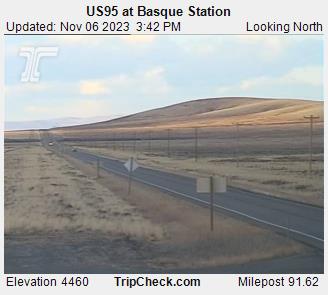 US95 at Basque Station
Updated: Nov 06 2023 3:42 PM Looking North
Elevation 4460 TripCheck.com Milepost 91.62